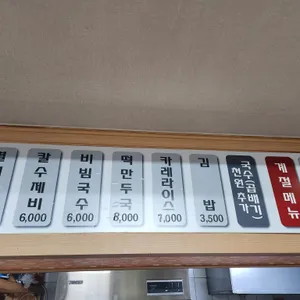 칼수제비
6,000
비빔국수
6,000
떡만두국
8,000
카레라이스
7,000
김밥
3,500
국수곱배기
천원추가
계절메뉴